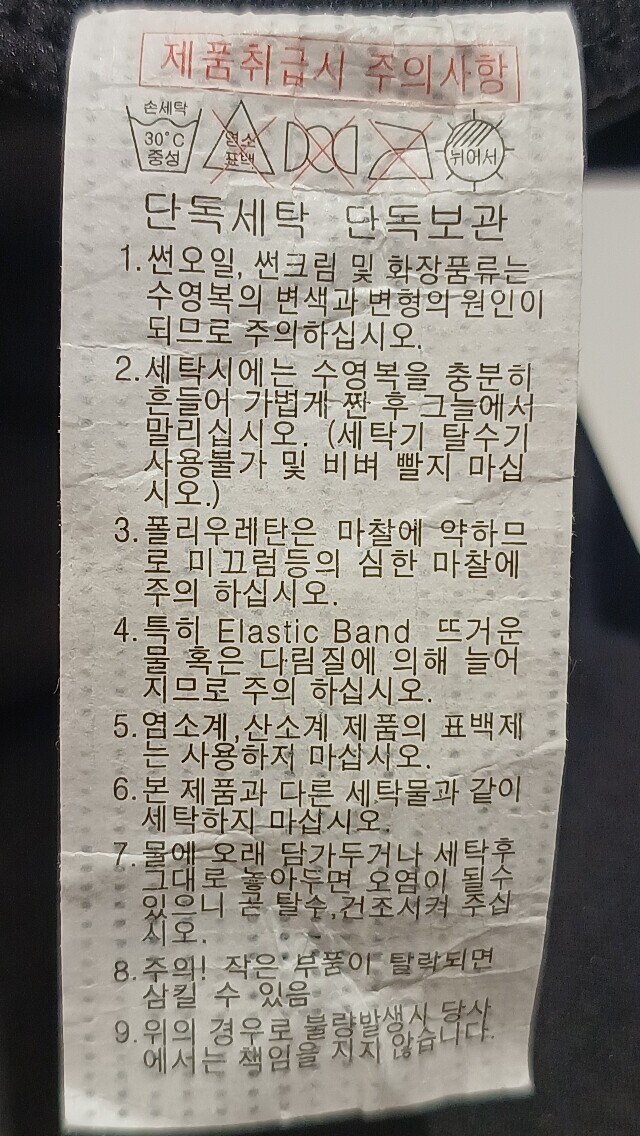 제품취급시 주의사항
손세탁
30°C
중성
염소
표백
뉘어서
단독세탁 단독보관
1.썬오일, 썬크림 및 화장품류는
수영복의 변색과 변형의 원인이
되므로 주의하십시오.
2.세탁시에는 수영복을 충분히
흔들어 가볍게 짠 후 그늘에서
말리십시오. (세탁기 탈수기
사용불가 및 비벼 빨지 마십
시오.)
3.폴리우레탄은 마찰에 약하므
로 미끄럼등의 심한 마찰에
주의 하십시오.
4.특히 Elastic Band 뜨거운
물 혹은 다림질에 의해 늘어
지므로 주의 하십시오.
5.염소계,산소계 제품의 표백제
는 사용하지 마십시오.
6.본 제품과 다른 세탁물과 같이
세탁하지 마십시오.
7.물에 오래 담가두거나 세탁후
그대로 놓아두면 오염이 될수
있으니 곧 탈수,건조시켜 주십
시오.
8.주의! 작은 부품이 탈락되면
삼킬 수 있음
9.위의 경우로 불량발생시 당사
에서는 책임을 지지 않습니다.